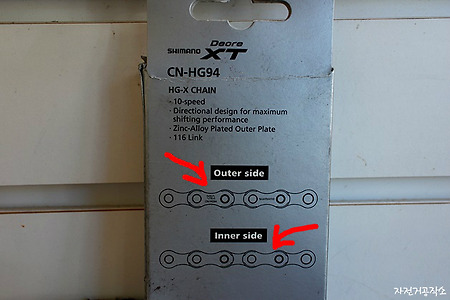 Deore
SHIMANO XT
CN-HG94
HG-X CHAIN
· 10-speed
· Directional design for maximum
shifting performance
· Zinc-Alloy Plated Outer Plate
· 116 Link
Outer side
SHIMANO
Inner side
자전거공작소